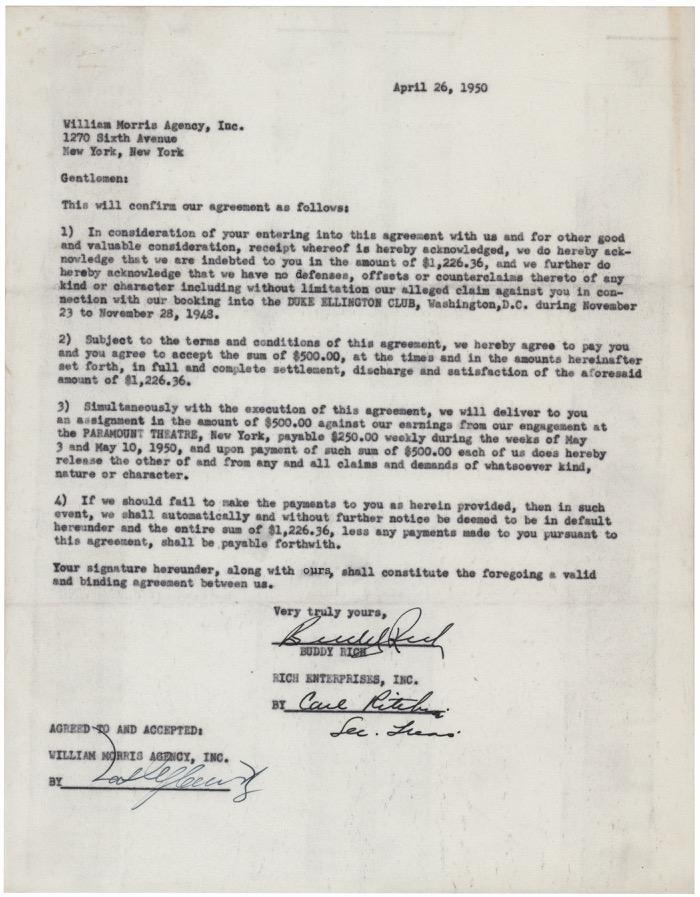 April 26, 1950
William Morris Agency, Inc.
1270 Sixth Avenue
New York, New York
Gentlemen:
This will confirm our agreement as follows:
1) In consideration of your entering into this agreement with us and for other good
and valuable consideration, receipt whereof is hereby acknowledged, we do hereby ack-
nowledge that we are indebted to you in the amount of $1,226.36, and we further do
hereby acknowledge that we have no defenses, offsets or counterclaims thereto of any
kind or character including without limitation our alleged claim against you in con-
nection with our booking into the DUKE ELLINGTON CLUB, Washington,D.C. during November
23 to November 28, 1948.
2) Subject to the terms and conditions of this agreement, we hereby agree to pay you
and you agree to accept the sum of $500.00, at the times and in the amounts hereinafter
set forth, in full and complete settlement, discharge and satisfaction of the aforesaid
amount of $1,226.36.
3) Simultaneously with the execution of this agreement, we will deliver to you
an assignment in the amount of $500.00 against our earnings from our engagement at
the PARAMOUNT THEATRE, New York, payable $250.00 weekly during the weeks of May
3 and May 10, 1950, and upon payment of such sum of $500.00 each of us does hereby
release the other of and from any and all claims and demands of whatsoever kind,
nature or character.
4) If we should fail to make the payments to you as herein provided, then in such
event, we shall automatically and without further notice be deemed to be in default
hereunder and the entire sum of $1,226.36, less any payments made to you pursuant to
this agreement, shall be payable forthwith.
Your signature hereunder, along with ours, shall constitute the foregoing a valid
and binding agreement between us.
Very truly yours,
Buddy Rich
BUDDY RICH
RICH ENTERPRISES, INC.
BY Carl
Sec. Treas.
AGREED TO AND ACCEPTED:
WILLIAM MORRIS AGENCY, INC.
BY